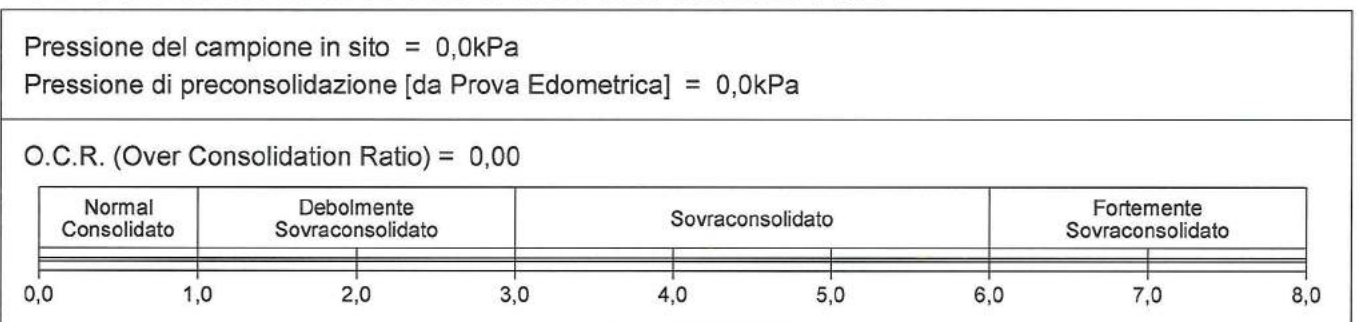 Pressione del campione in sito = 0,0kPa
Pressione di preconsolidazione [da Prova Edometrica] = 0,0kPa
O.C.R. (Over Consolidation Ratio) = 0,00
Normal
Consolidato
Debolmente
Sovraconsolidato
Sovraconsolidato
Fortemente
Sovraconsolidato
0,0 1,0 2,0 3,0 4,0 5,0 6,0 7,0 8,0